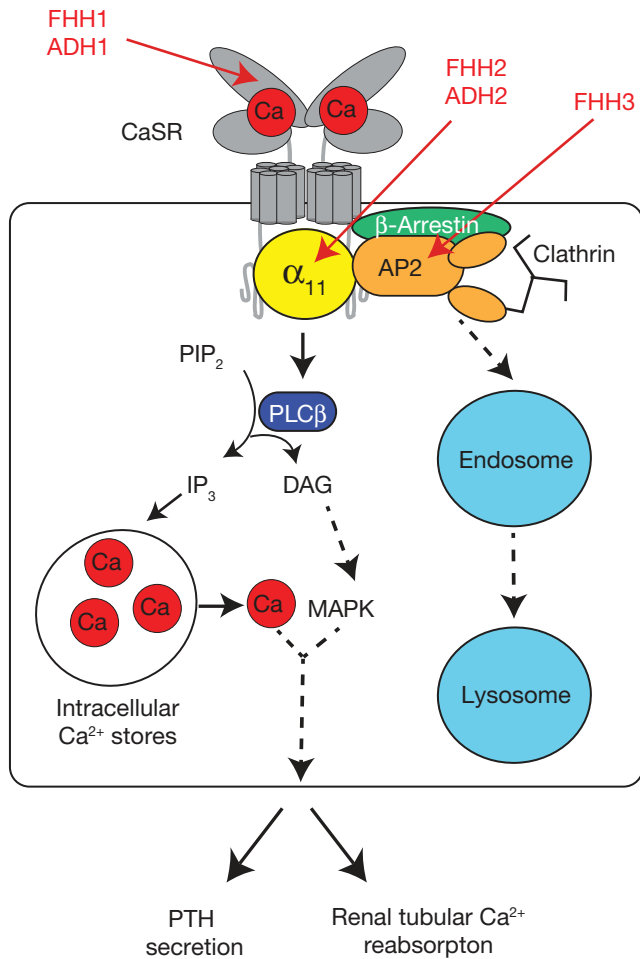 FHH1
ADH1
FHH2
ADH2
FHH3
Ca
Ca
CaSR
β-Arrestin
α₁₁
AP2
Clathrin
PIP₂
PLCβ
Endosome
IP₃
DAG
Ca
Ca
Ca
Ca
MAPK
Lysosome
Intracellular
Ca²⁺ stores
PTH
secretion
Renal tubular Ca²⁺
reabsorpton